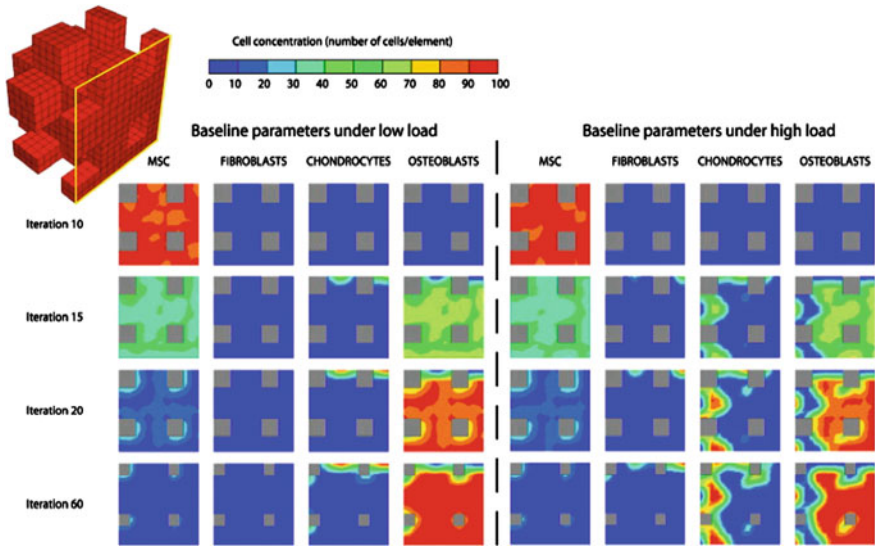 Cell concentration (number of cells/element)
0 10 20 30 40 50 60 70 80 90 100
Baseline parameters under low load
Baseline parameters under high load
MSC FIBROBLASTS CHONDROCYTES OSTEOBLASTS MSC FIBROBLASTS CHONDROCYTES OSTEOBLASTS
Iteration 10
Iteration 15
Iteration 20
Iteration 60